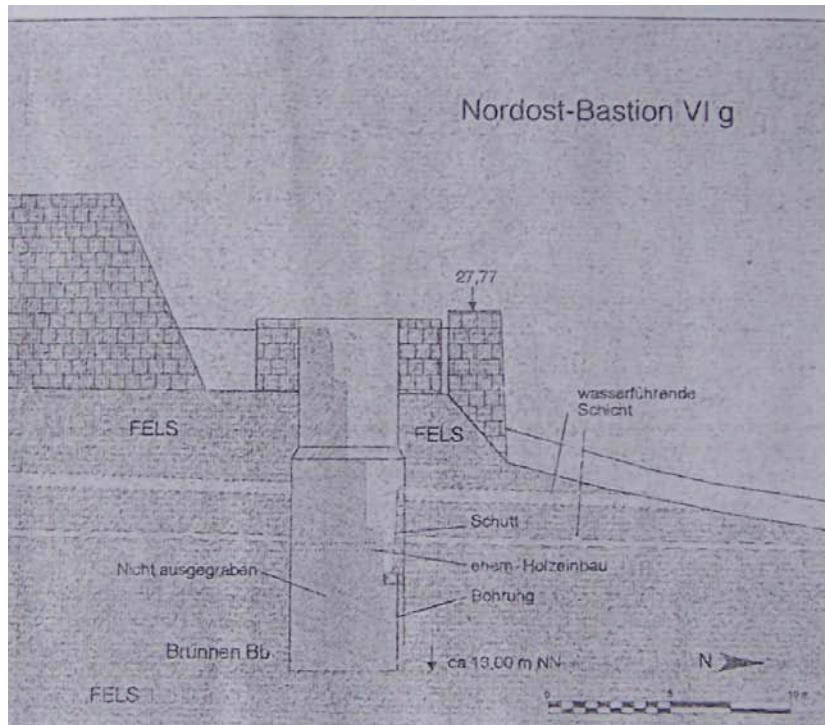 Nordost-Bastion VI g
27,77
wasserführende
Schicht
FELS
FELS
Schutt
Nicht ausgegraben
ehem. Holzeinbau
Bohrung
Brunnen Bb
ca 13,00 m NN
N
FELS
0 5 10 m